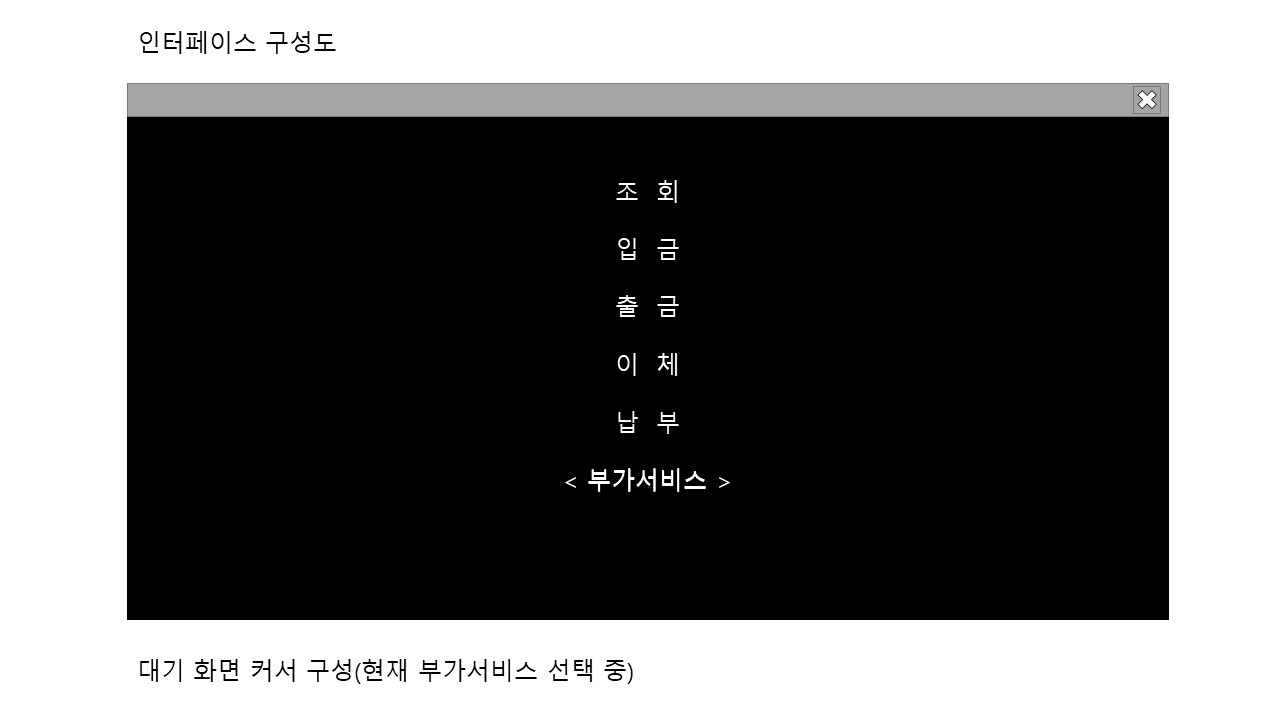 인터페이스 구성도
조 회
입 금
출 금
이 체
납 부
< 부가서비스 >
대기 화면 커서 구성(현재 부가서비스 선택 중)